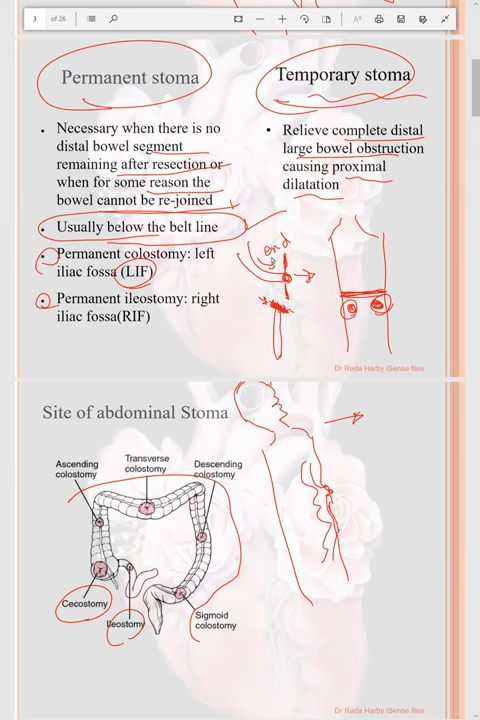 3 of 26
Permanent stoma
Necessary when there is no
distal bowel segment
remaining after resection or
when for some reason the
bowel cannot be re-joined
Usually below the belt line
Permanent colostomy: left
iliac fossa (LIF)
Permanent ileostomy: right
iliac fossa(RIF)
Temporary stoma
Relieve complete distal
large bowel obstruction
causing proximal
dilatation
end
Dr Reda Harby iSense files
Site of abdominal Stoma
Ascending
colostomy
Transverse
colostomy
Descending
colostomy
Cecostomy
Ileostomy
Sigmoid
colostomy
Dr Reda Harby iSense files